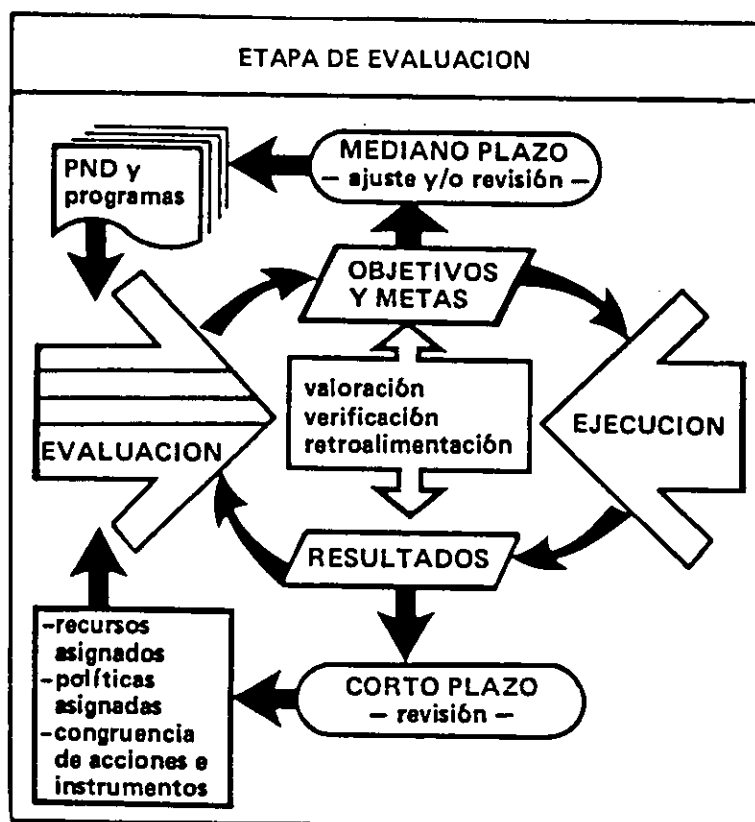 ETAPA DE EVALUACION
PND y
programas
MEDIANO PLAZO
— ajuste y/o revisión —
OBJETIVOS
Y METAS
valoración
verificación
retroalimentación
EVALUACION
EJECUCION
RESULTADOS
—recursos
asignados
—políticas
asignadas
—congruencia
de acciones e
instrumentos
CORTO PLAZO
— revisión —